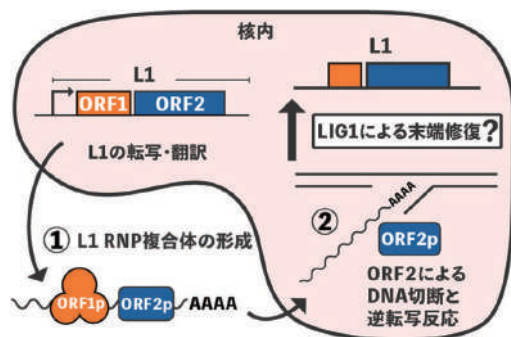 核内
L1
ORF1 ORF2
L1の転写・翻訳
① L1 RNP複合体の形成
ORF1p ORF2p AAAA
L1
LIG1による末端修復?
AAAA
②
ORF2p
ORF2による
DNA切断と
逆転写反応